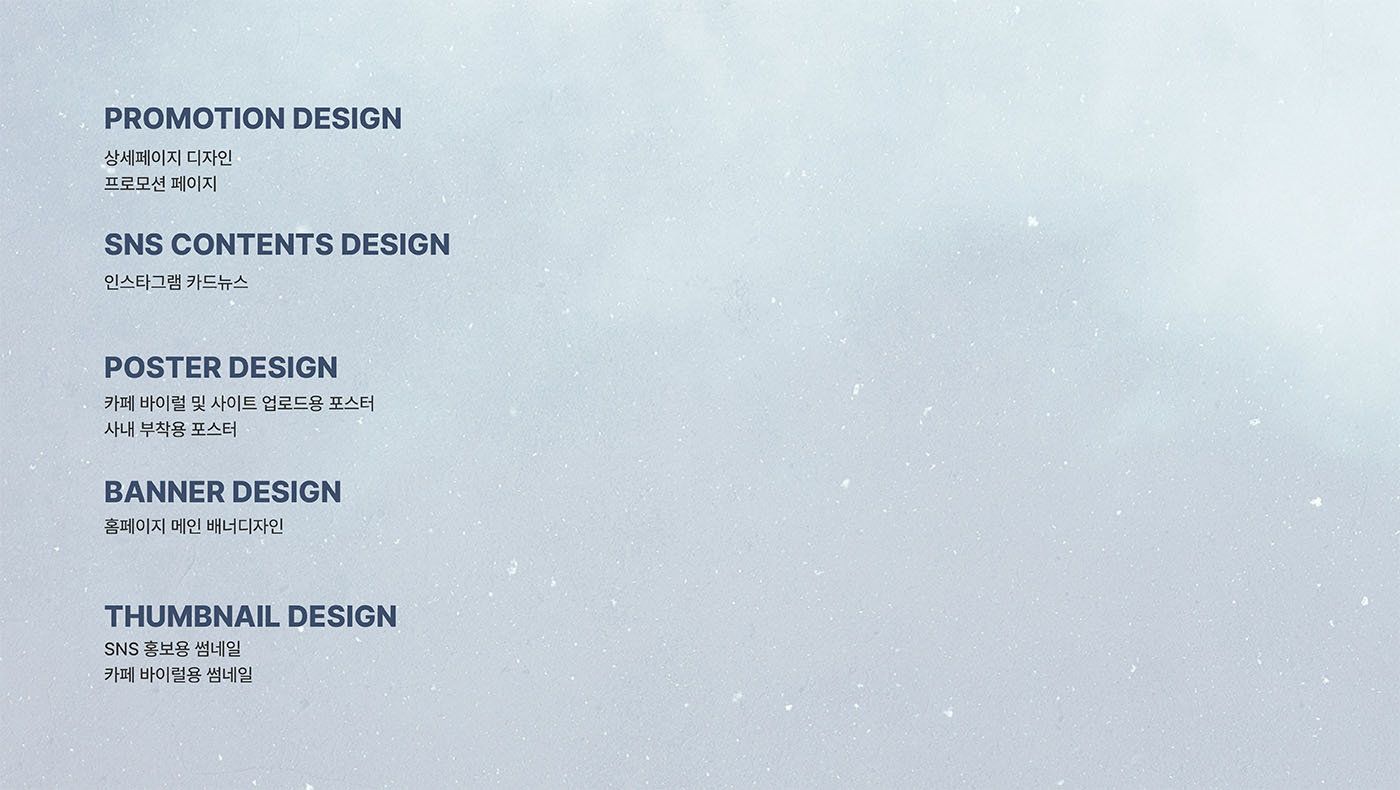 PROMOTION DESIGN
상세페이지 디자인
프로모션 페이지
SNS CONTENTS DESIGN
인스타그램 카드뉴스
POSTER DESIGN
카페 바이럴 및 사이트 업로드용 포스터
사내 부착용 포스터
BANNER DESIGN
홈페이지 메인 배너디자인
THUMBNAIL DESIGN
SNS 홍보용 썸네일
카페 바이럴용 썸네일